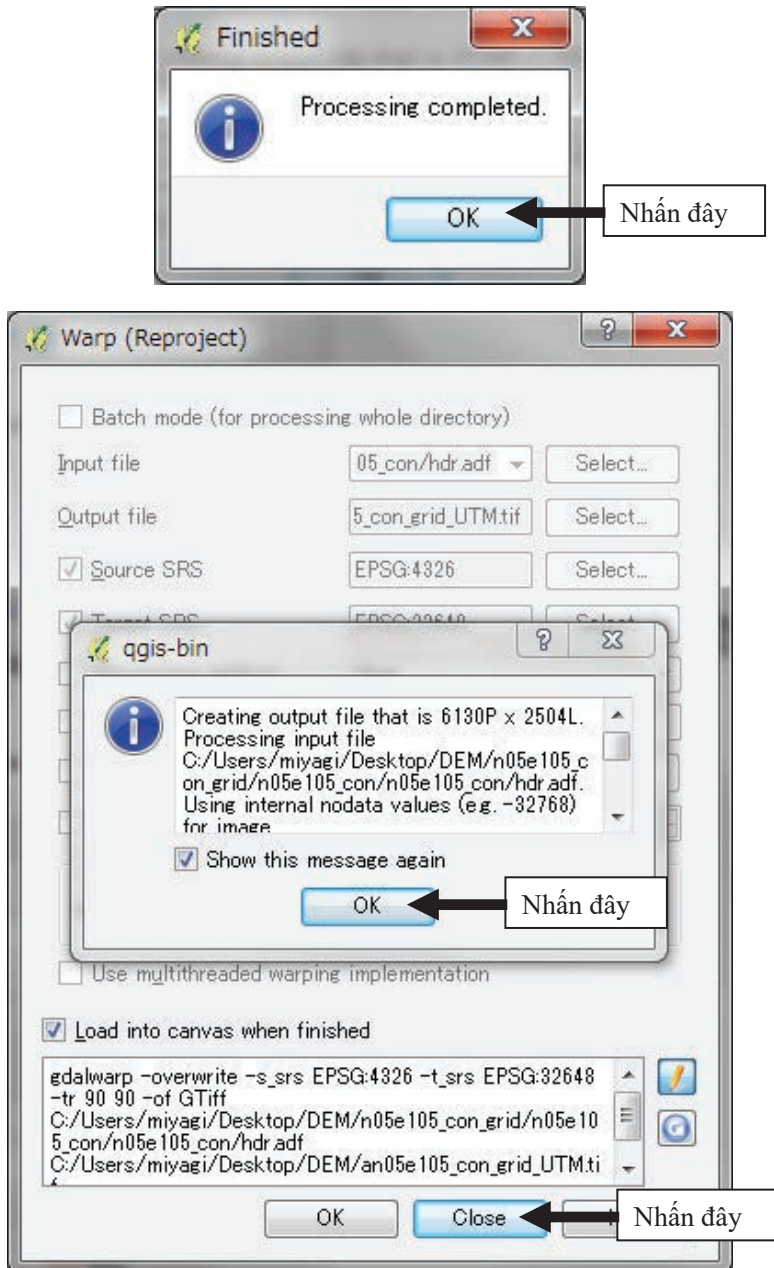 Finished
Processing completed.
OK
Nhấn đây
Warp (Reproject)
Batch mode (for processing whole directory)
Input file
05_con/hdr.adf
Select...
Output file
5_con_grid_UTM.tif
Select...
Source SRS
EPSG:4326
Select...
qgis-bin
Creating output file that is 6130P x 2504L.
Processing input file
C:/Users/miyagi/Desktop/DEM/n05e105_c
on_grid/n05e105_con/n05e105_con/hdr.adf.
Using internal nodata values (e.g. -32768)
for image
Show this message again
OK
Nhấn đây
Use multithreaded warping implementation
Load into canvas when finished
gdalwarp -overwrite -s_srs EPSG:4326 -t_srs EPSG:32648
-tr 90 90 -of GTiff
C:/Users/miyagi/Desktop/DEM/n05e105_con_grid/n05e10
5_con/n05e105_con/hdr.adf
C:/Users/miyagi/Desktop/DEM/an05e105_con_grid_UTM.ti
OK
Close
Nhấn đây